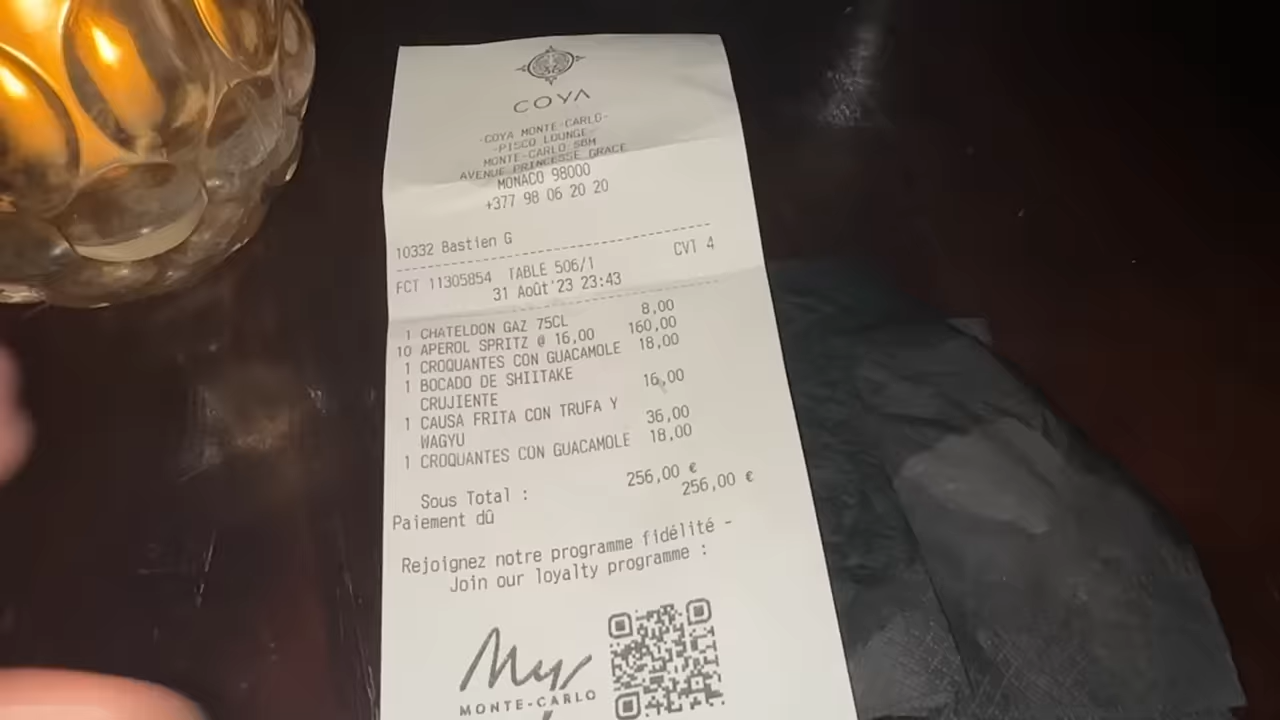 COYA
-COYA MONTE-CARLO-
-PISCO LOUNGE-
MONTE-CARLO SBM
AVENUE PRINCESSE GRACE
MONACO 98000
+377 98 06 20 20
10332 Bastien G
FCT 11305854 TABLE 506/1 CVT 4
31 Août'23 23:43
1 CHATELDON GAZ 75CL 8,00
10 APEROL SPRITZ @ 16,00 160,00
1 CROQUANTES CON GUACAMOLE 18,00
1 BOCADO DE SHIITAKE
CRUJIENTE 16,00
1 CAUSA FRITA CON TRUFA Y
WAGYU 36,00
1 CROQUANTES CON GUACAMOLE 18,00
Sous Total : 256,00 €
Paiement dû 256,00 €
Rejoignez notre programme fidélité -
Join our loyalty programme :
My
MONTE-CARLO